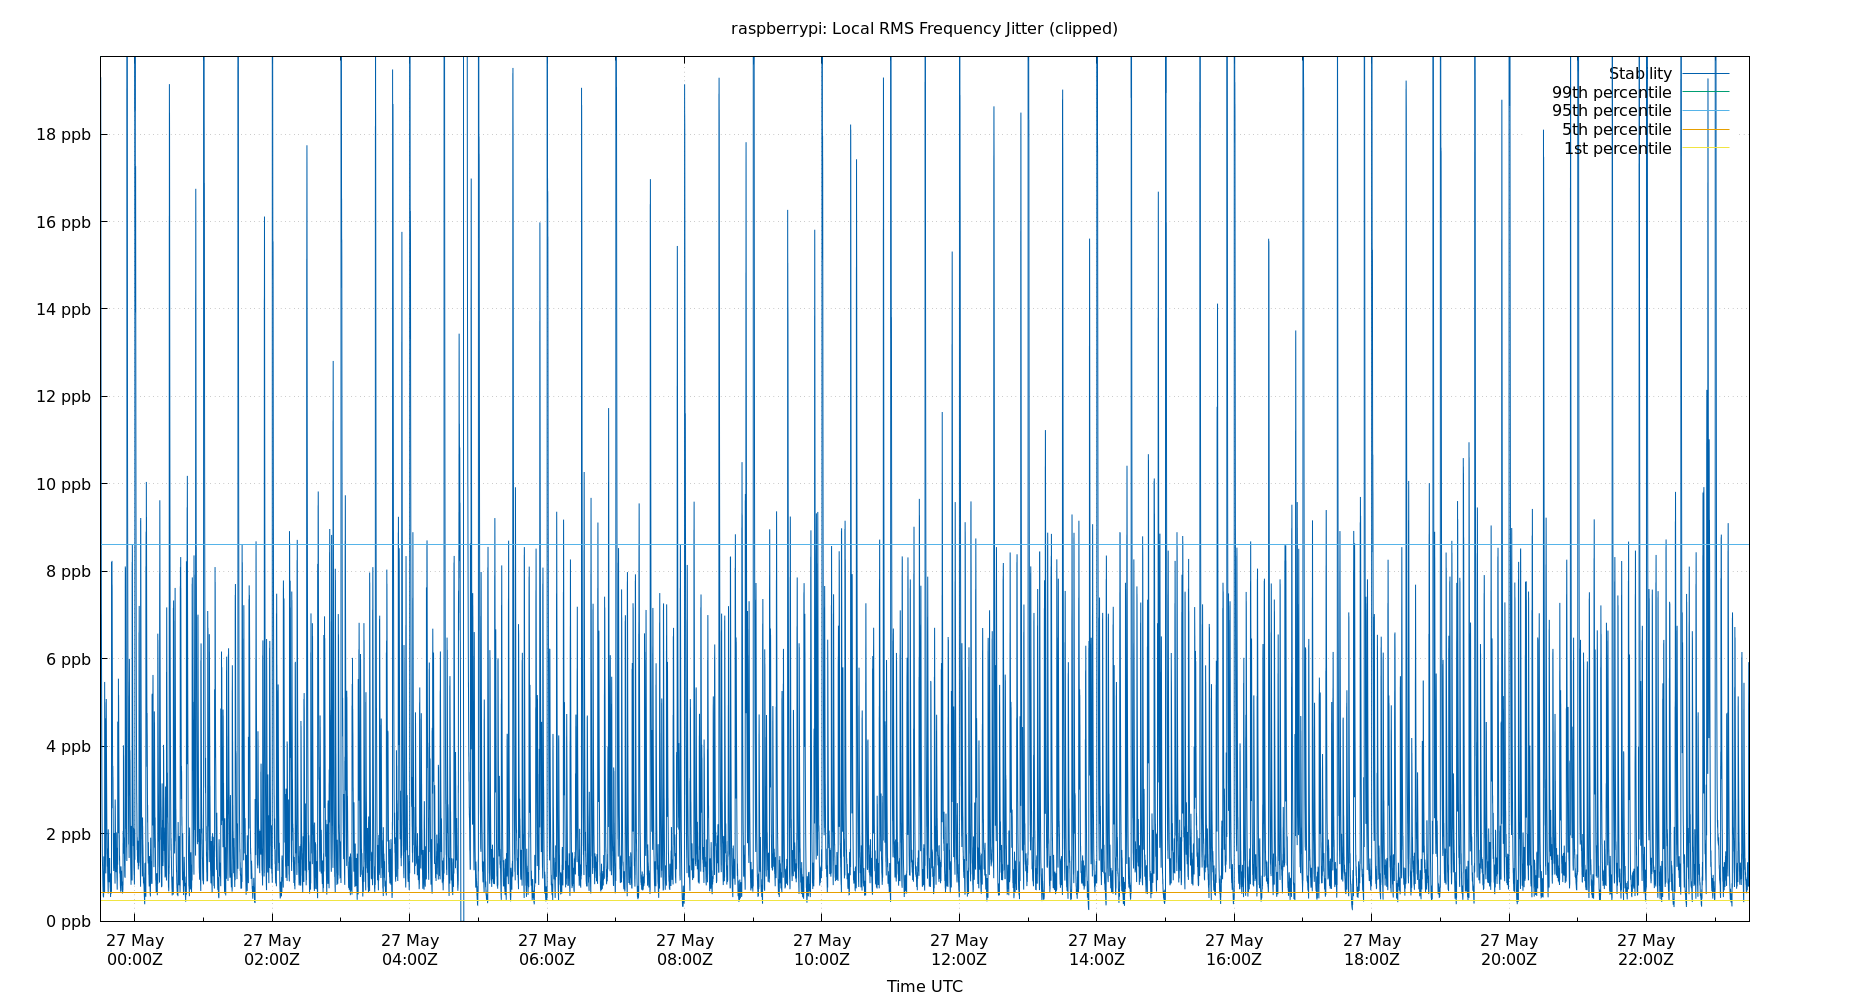 raspberrypi: Local RMS Frequency Jitter (clipped)
Stability
99th percentile
95th percentile
5th percentile
1st percentile
18 ppb
16 ppb
14 ppb
12 ppb
10 ppb
8 ppb
6 ppb
4 ppb
2 ppb
0 ppb
27 May 27 May 27 May 27 May 27 May 27 May 27 May 27 May 27 May 27 May 27 May 27 May
00:00Z 02:00Z 04:00Z 06:00Z 08:00Z 10:00Z 12:00Z 14:00Z 16:00Z 18:00Z 20:00Z 22:00Z
Time UTC